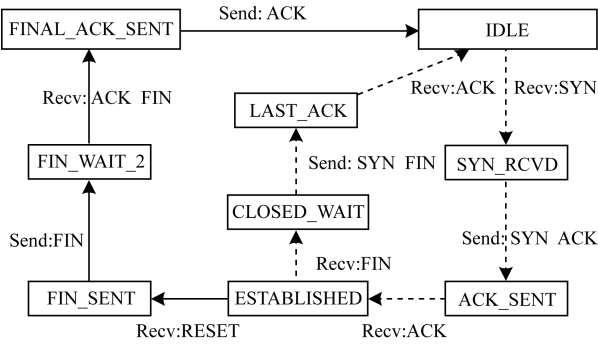 FINAL_ACK_SENT
Send: ACK
IDLE
Recv: ACK FIN
LAST_ACK
Recv:ACK
Recv:SYN
FIN_WAIT_2
Send: SYN FIN
SYN_RCVD
CLOSED_WAIT
Send:FIN
Send: SYN ACK
Recv:FIN
FIN_SENT
ESTABLISHED
ACK_SENT
Recv:RESET
Recv:ACK